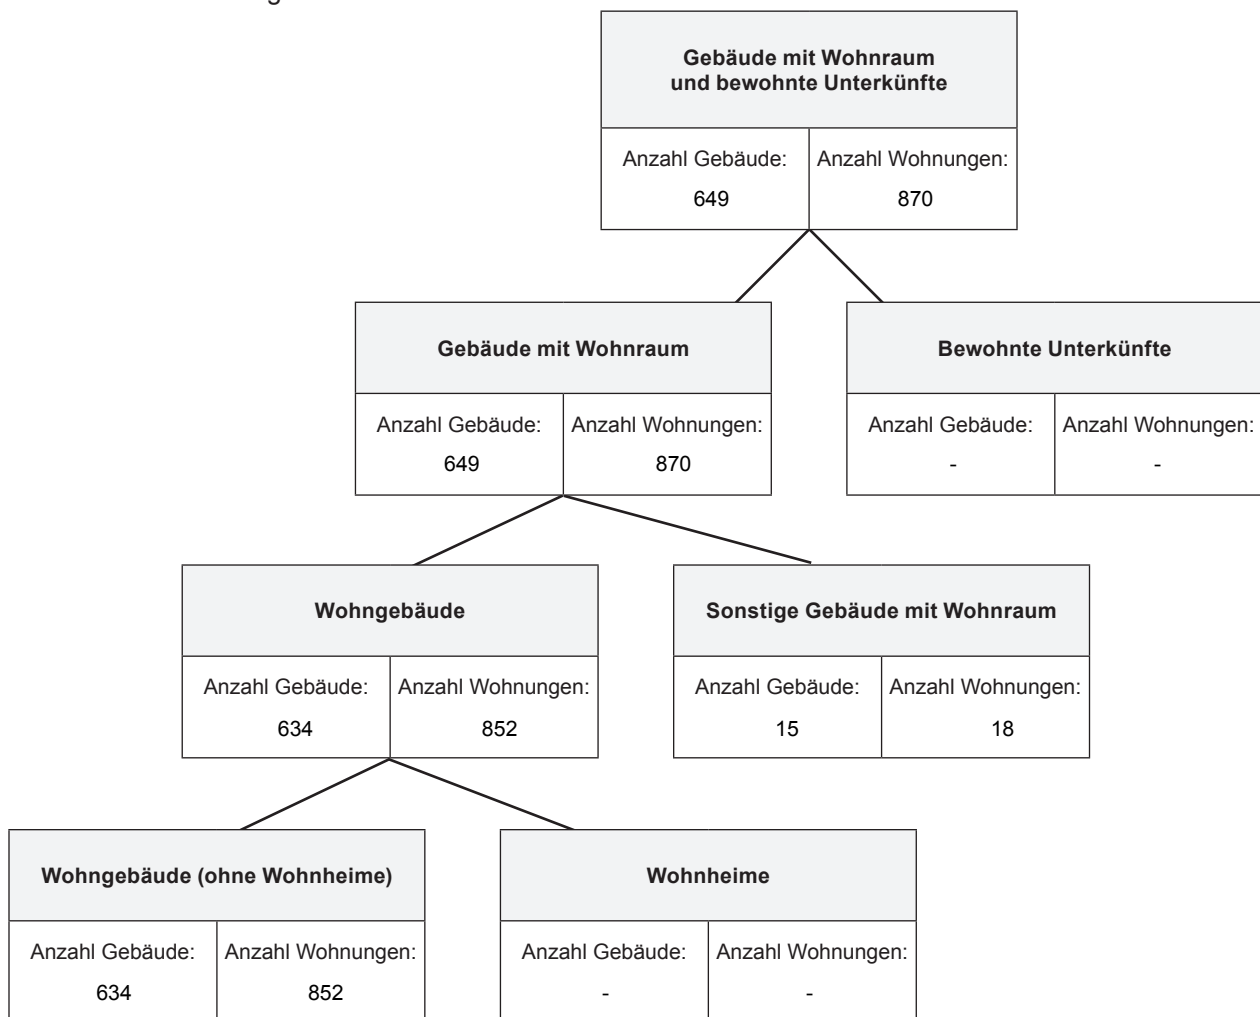 Gebäude mit Wohnraum
und bewohnte Unterkünfte
Anzahl Gebäude: Anzahl Wohnungen:
649 870
Gebäude mit Wohnraum
Anzahl Gebäude: Anzahl Wohnungen:
649 870
Bewohnte Unterkünfte
Anzahl Gebäude: Anzahl Wohnungen:
- -
Wohngebäude
Anzahl Gebäude: Anzahl Wohnungen:
634 852
Sonstige Gebäude mit Wohnraum
Anzahl Gebäude: Anzahl Wohnungen:
15 18
Wohngebäude (ohne Wohnheime)
Anzahl Gebäude: Anzahl Wohnungen:
634 852
Wohnheime
Anzahl Gebäude: Anzahl Wohnungen:
- -